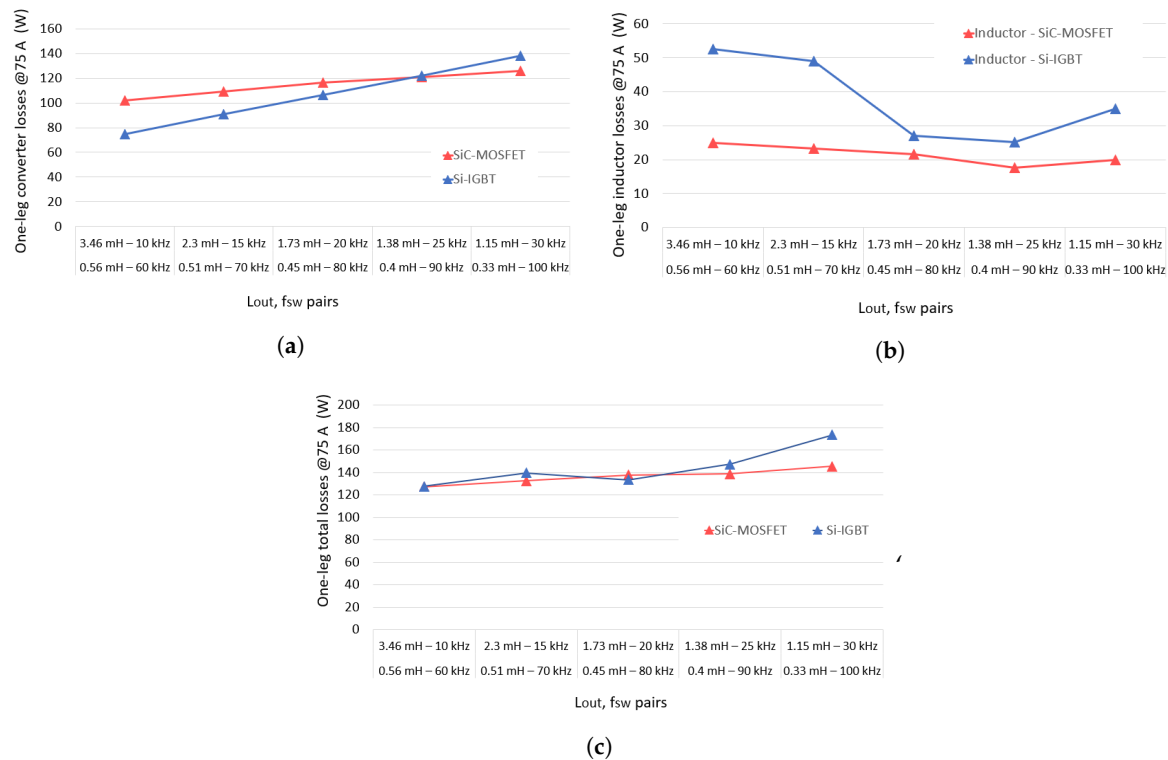 One-leg converter losses @75 A (W)
160
140
120
100
80
60
40
20
0
SiC-MOSFET
Si-IGBT
3.46 mH – 10 kHz 2.3 mH – 15 kHz 1.73 mH – 20 kHz 1.38 mH – 25 kHz 1.15 mH – 30 kHz
0.56 mH – 60 kHz 0.51 mH – 70 kHz 0.45 mH – 80 kHz 0.4 mH – 90 kHz 0.33 mH – 100 kHz
Lout, fsw pairs
(a)
One-leg inductor losses @75 A (W)
60
50
40
30
20
10
0
Inductor - SiC-MOSFET
Inductor - Si-IGBT
3.46 mH – 10 kHz 2.3 mH – 15 kHz 1.73 mH – 20 kHz 1.38 mH – 25 kHz 1.15 mH – 30 kHz
0.56 mH – 60 kHz 0.51 mH – 70 kHz 0.45 mH – 80 kHz 0.4 mH – 90 kHz 0.33 mH – 100 kHz
Lout, fsw pairs
(b)
One-leg total losses @75 A (W)
200
180
160
140
120
100
80
60
40
20
0
SiC-MOSFET Si-IGBT
3.46 mH – 10 kHz 2.3 mH – 15 kHz 1.73 mH – 20 kHz 1.38 mH – 25 kHz 1.15 mH – 30 kHz
0.56 mH – 60 kHz 0.51 mH – 70 kHz 0.45 mH – 80 kHz 0.4 mH – 90 kHz 0.33 mH – 100 kHz
Lout, fsw pairs
(c)